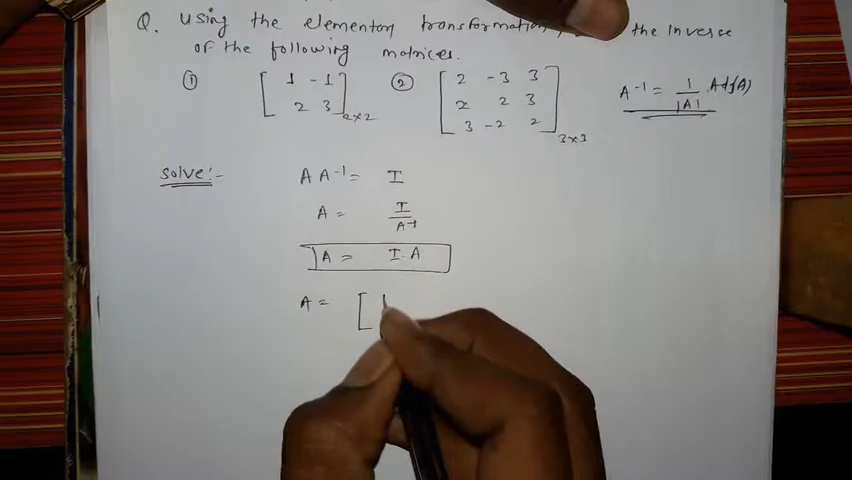 Q. Using the elementary transformation, the Inverse
of the following matrices.
① [ 1 -1 ② [ 2 -3 3 A⁻¹ = 1/|A| . Adj(A)
2 3 ]2×2 2 2 3
3 -2 2 ]3×3
Solve:- A A⁻¹ = I
A = I/A⁻¹
A = I. A
A = [ 1